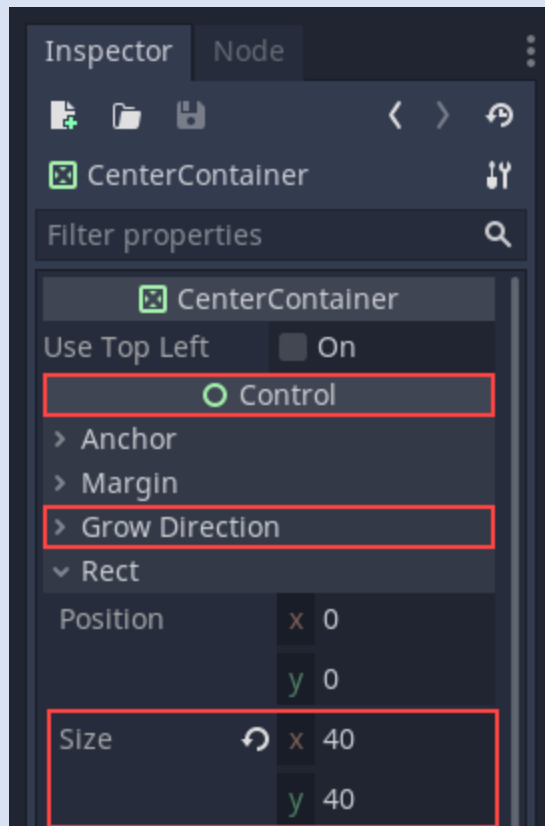 Inspector Node
CenterContainer
Filter properties
CenterContainer
Use Top Left On
Control
Anchor
Margin
Grow Direction
Rect
Position x 0
y 0
Size x 40
y 40